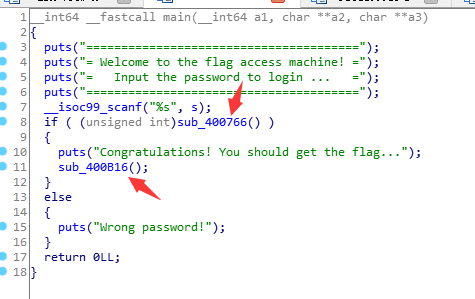 1 __int64 __fastcall main(__int64 a1, char **a2, char **a3)
2 {
3 puts("=======================================");
4 puts("= Welcome to the flag access machine! =");
5 puts("=   Input the password to login ...   =");
6 puts("=======================================");
7 __isoc99_scanf("%s", s);
8 if ( (unsigned int)sub_400766() )
9 {
10 puts("Congratulations! You should get the flag...");
11 sub_400B16();
12 }
13 else
14 {
15 puts("Wrong password!");
16 }
17 return 0LL;
18 }